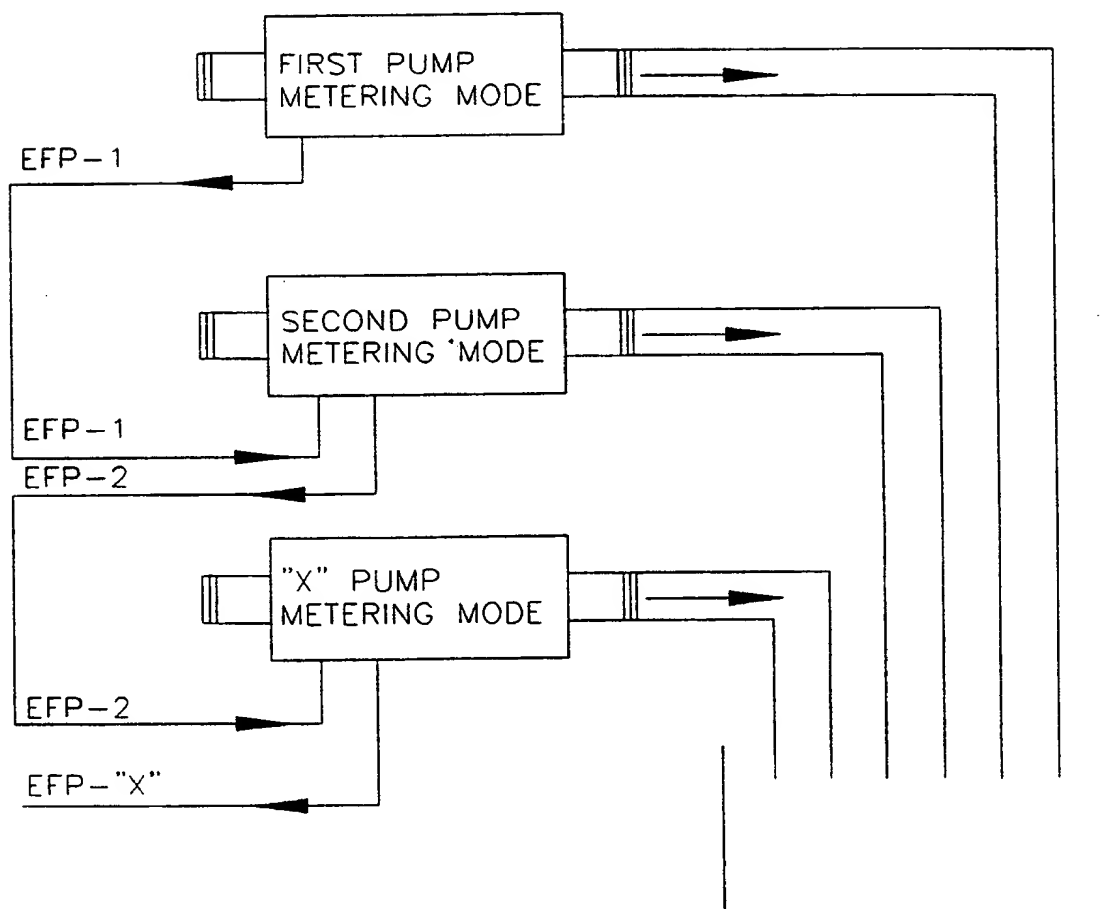 FIRST PUMP
METERING MODE
EFP-1
SECOND PUMP
METERING MODE
EFP-1
EFP-2
"X" PUMP
METERING MODE
EFP-2
EFP-"X"